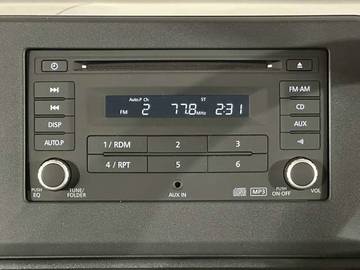 FM·AM
Auto.P Ch ST
FM 2 77.8 MHz 2:31
CD
DISP
AUX
AUTO.P
1 / RDM 2 3
4 / RPT 5 6
PUSH EQ
TUNE/ FOLDER
AUX IN
MP3
PUSH ON OFF
VOL